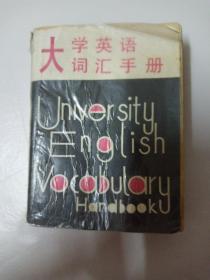 大学英语
词汇手册
University
English
Vocabulary
Handbook